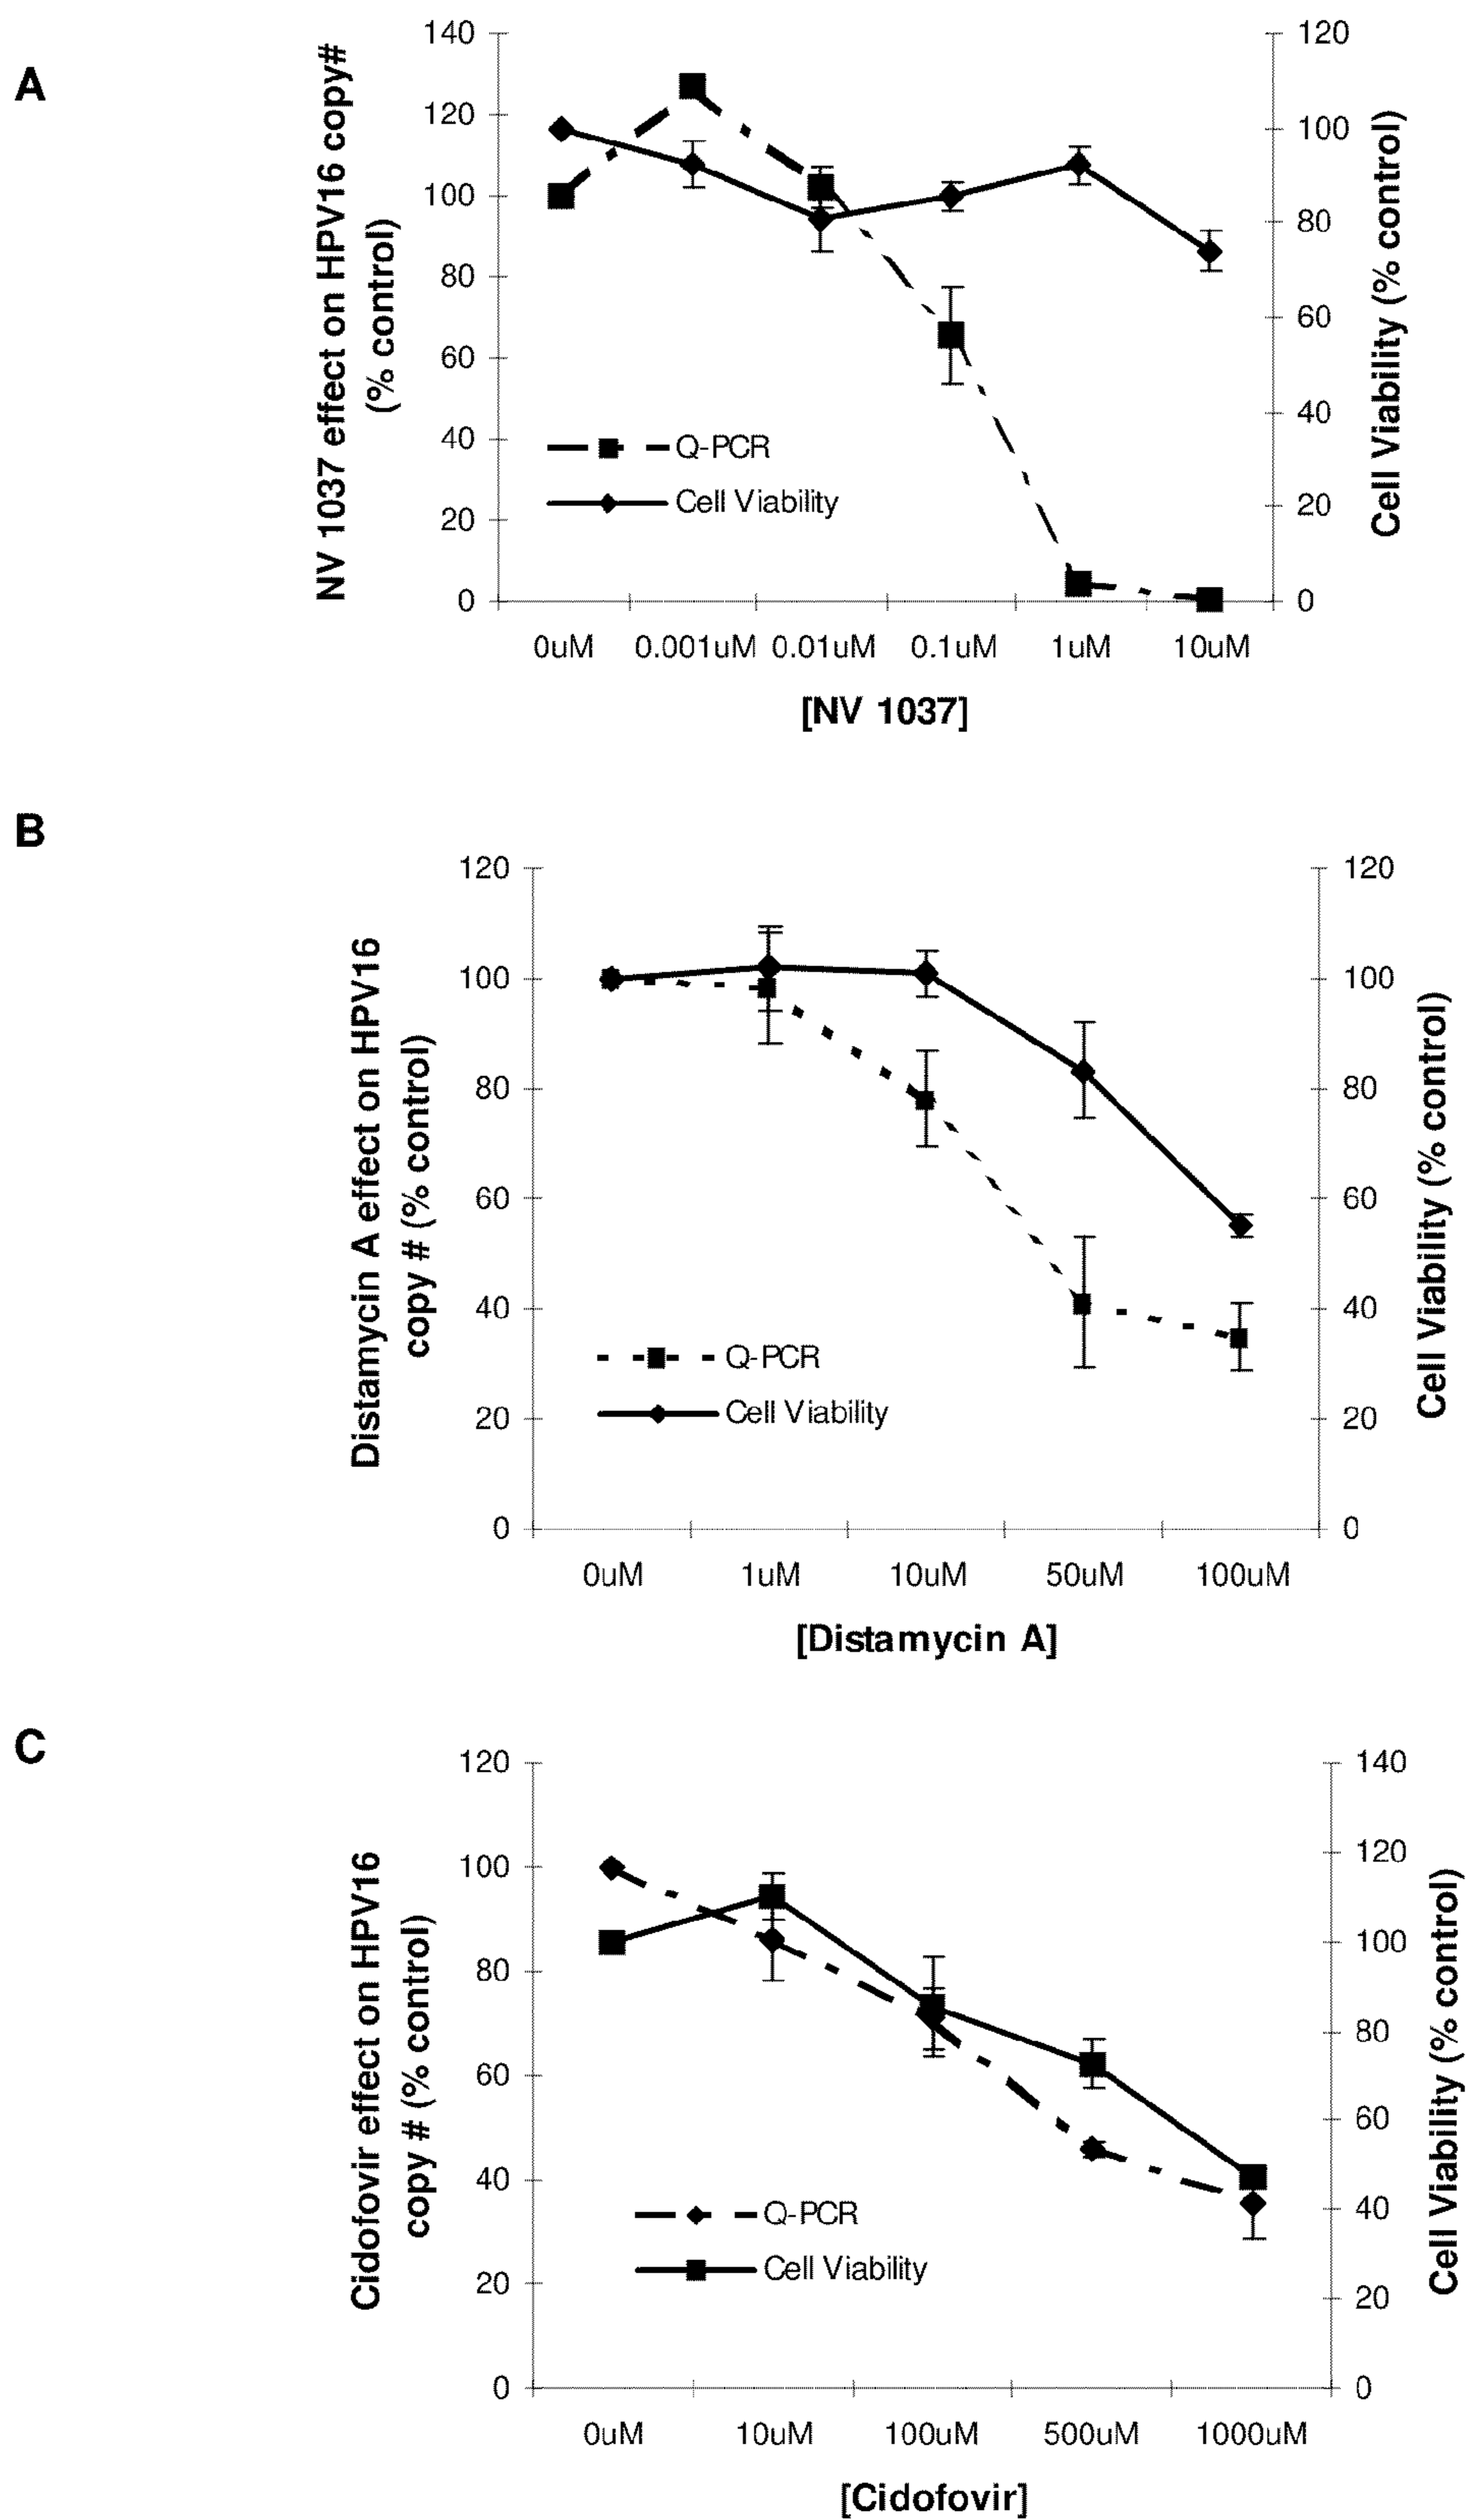 A
NV 1037 effect on HPV16 copy#
(% control)
140
120
100
80
60
40
20
0
120
100
80
60
40
20
0
Cell Viability (% control)
Q-PCR
Cell Viability
0uM 0.001uM 0.01uM 0.1uM 1uM 10uM
[NV 1037]
B
Distamycin A effect on HPV16
copy # (% control)
120
100
80
60
40
20
0
120
100
80
60
40
20
0
Cell Viability (% control)
Q-PCR
Cell Viability
0uM 1uM 10uM 50uM 100uM
[Distamycin A]
C
Cidofovir effect on HPV16
copy # (% control)
120
100
80
60
40
20
0
140
120
100
80
60
40
20
0
Cell Viability (% control)
Q-PCR
Cell Viability
0uM 10uM 100uM 500uM 1000uM
[Cidofovir]